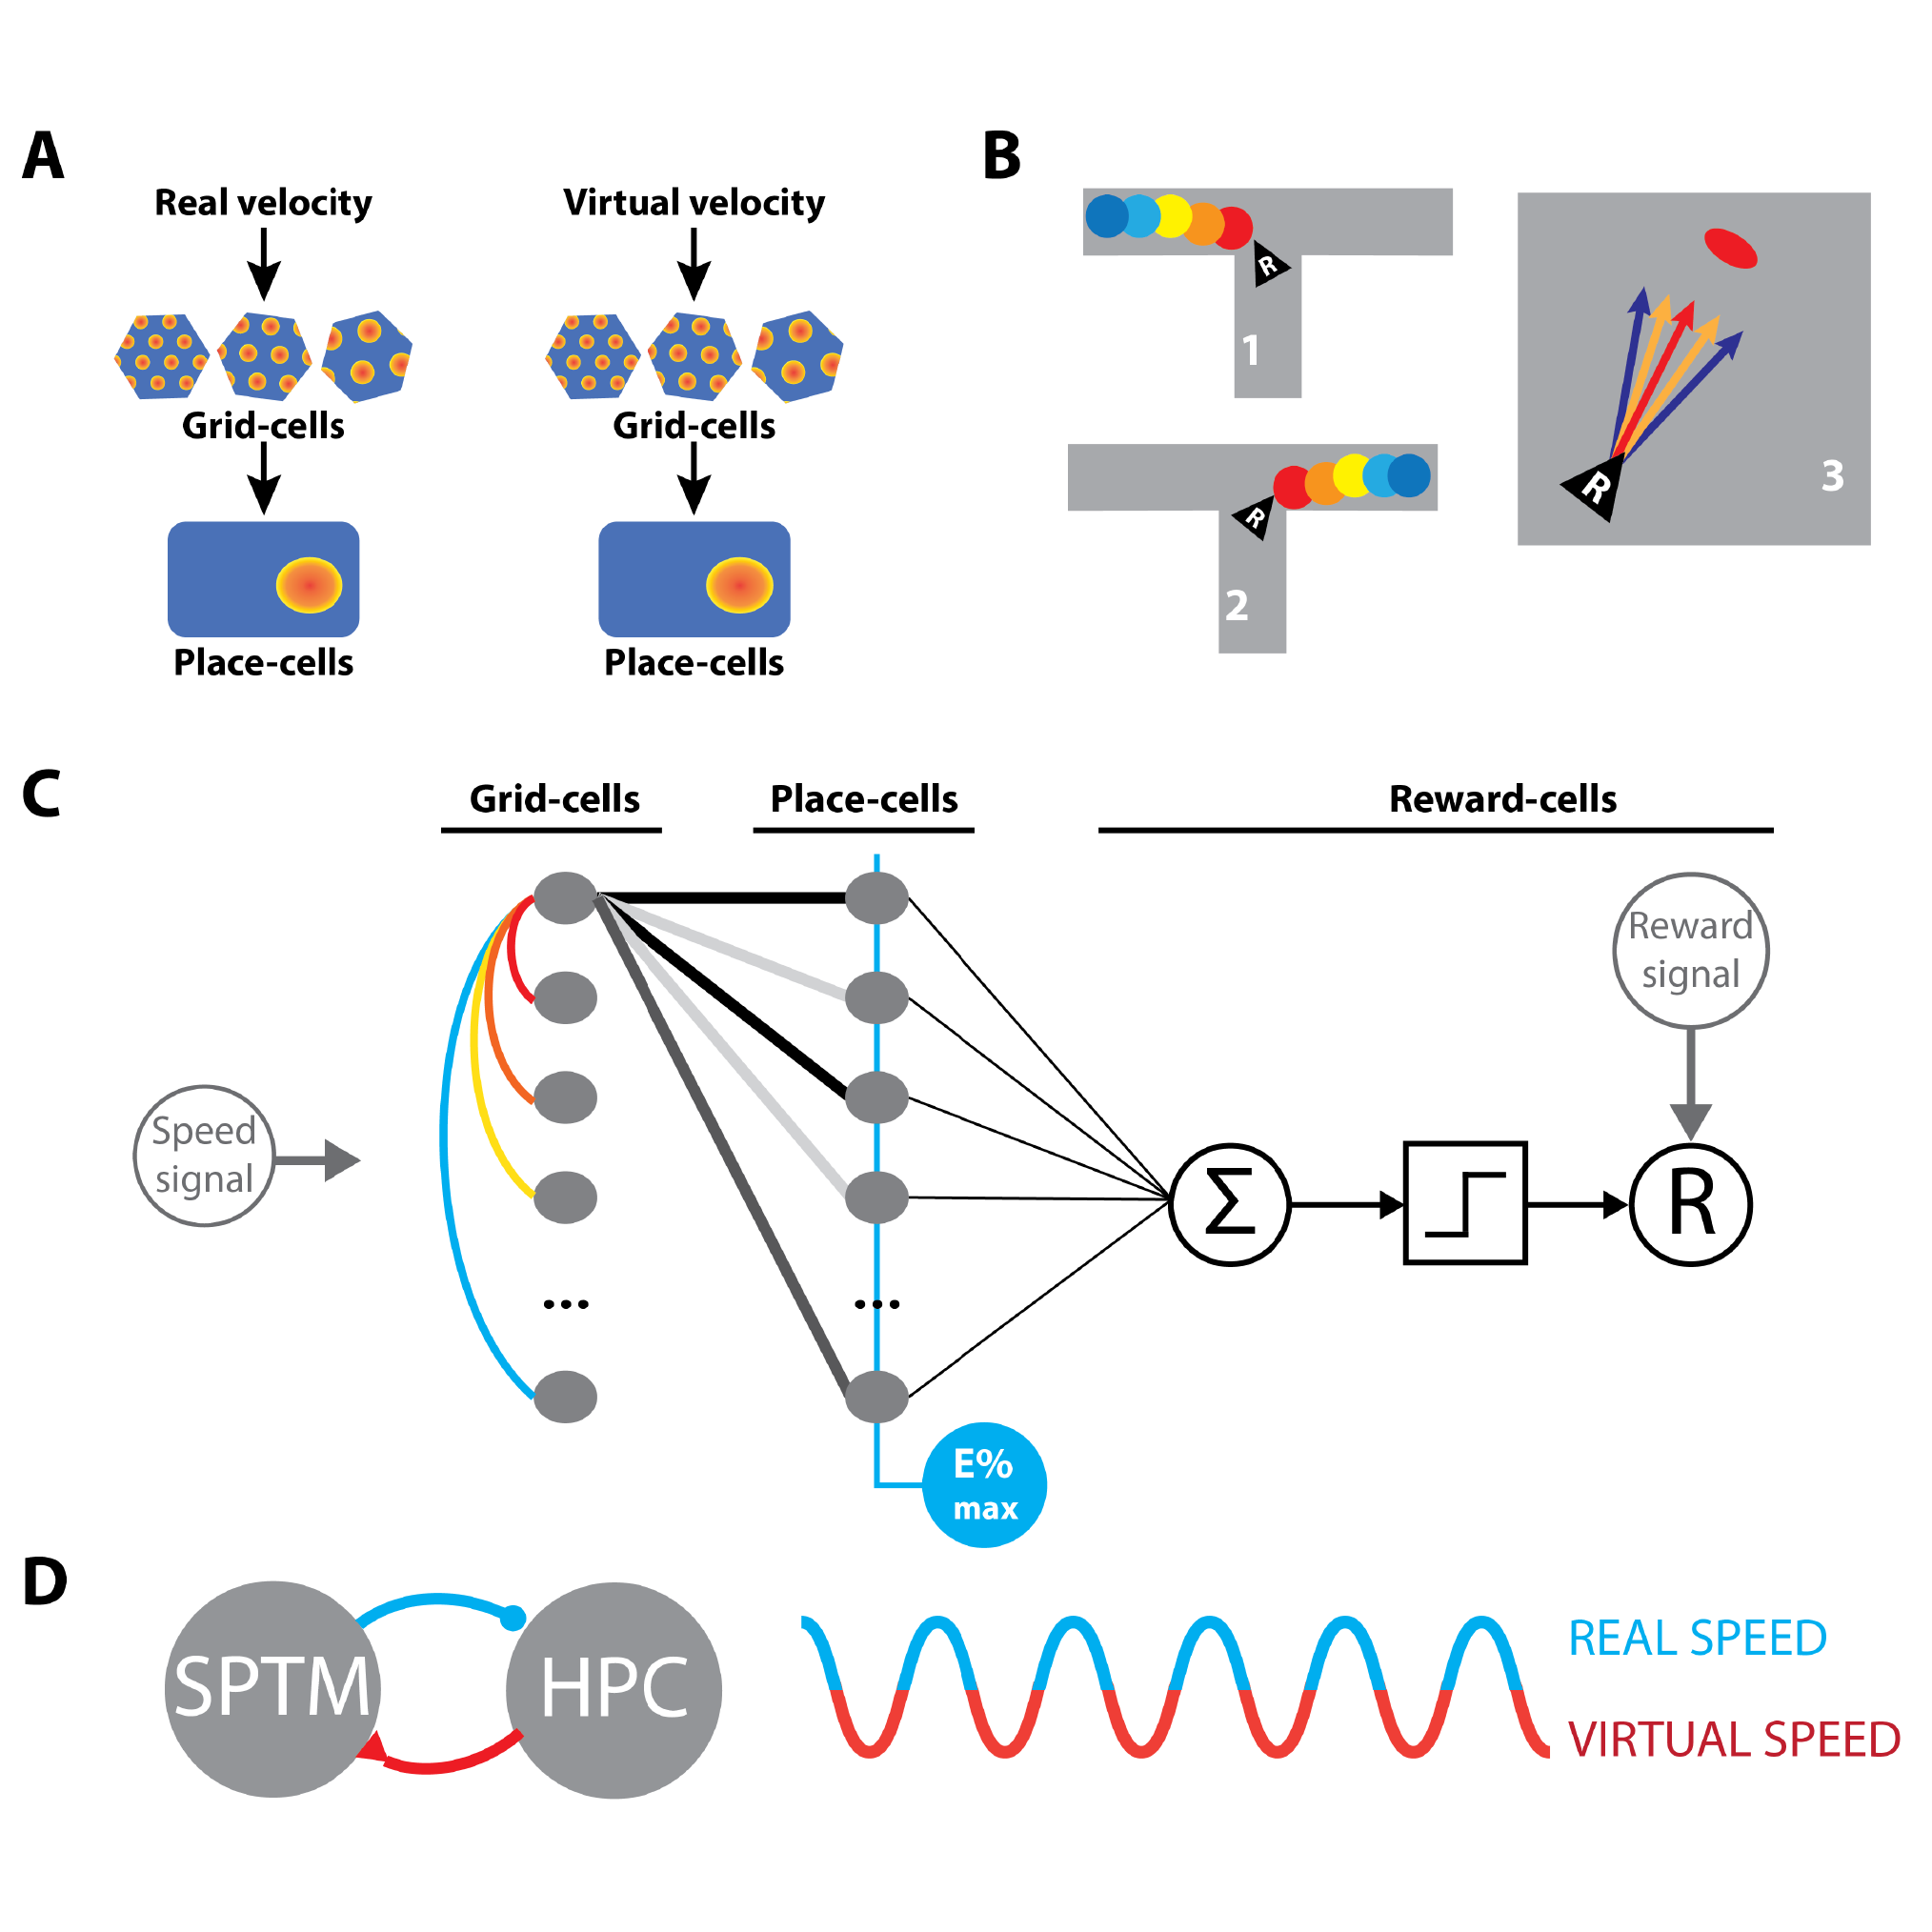 A
Real velocity
Grid-cells
Place-cells
Virtual velocity
Grid-cells
Place-cells
B
R
1
R
2
R
3
C
Grid-cells
Place-cells
Reward-cells
Speed
signal
...
...
E%
max
Σ
Reward
signal
R
D
SPTM
HPC
REAL SPEED
VIRTUAL SPEED